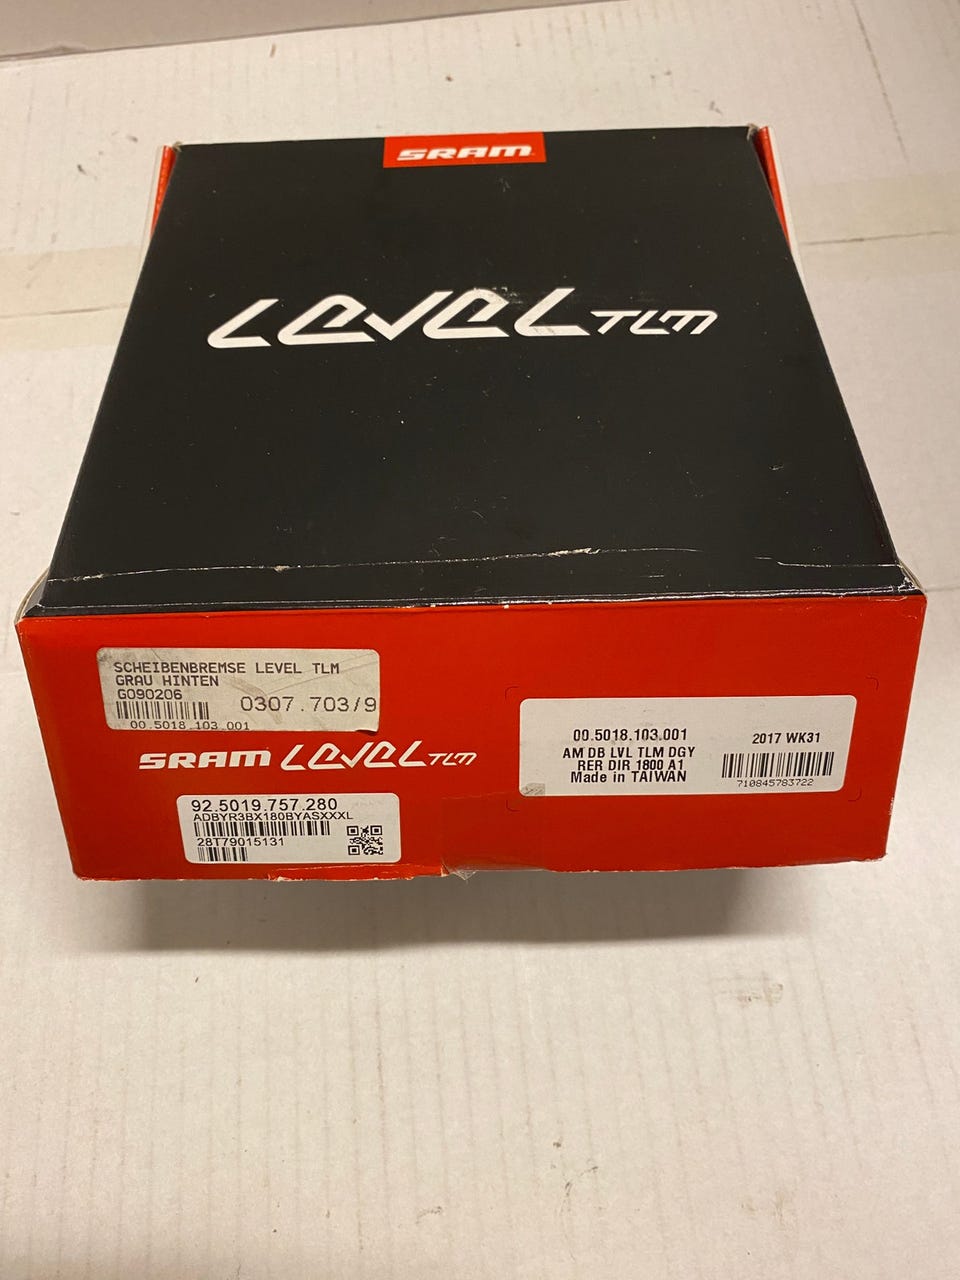 SRAM
LEVEL TLM
SCHEIBENBREMSE LEVEL TLM
GRAU HINTEN
G090206
0307.703/9
00.5018.103.001
SRAM LEVEL TLM
92.5019.757.280
ADBYR3BX180BYASXXXL
28T79015131
00.5018.103.001
2017 WK31
AM DB LVL TLM DGY
RER DIR 1800 A1
Made in TAIWAN
710845783722